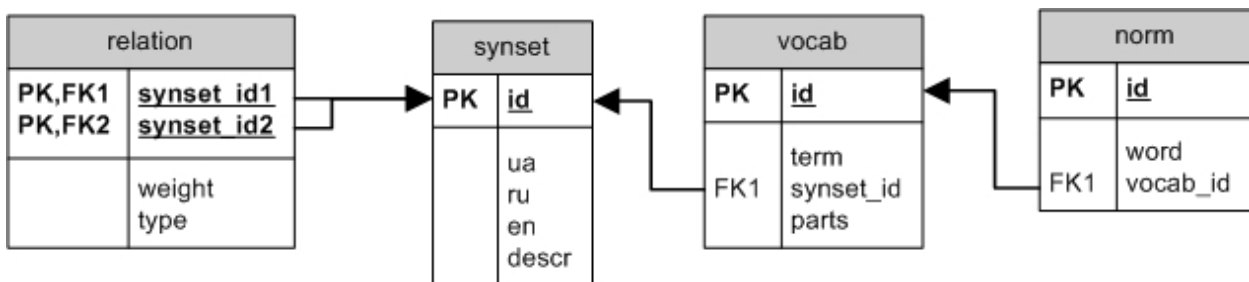 relation
PK,FK1 synset_id1
PK,FK2 synset_id2
weight
type
synset
PK id
ua
ru
en
descr
vocab
PK id
term
FK1 synset_id
parts
norm
PK id
word
FK1 vocab_id